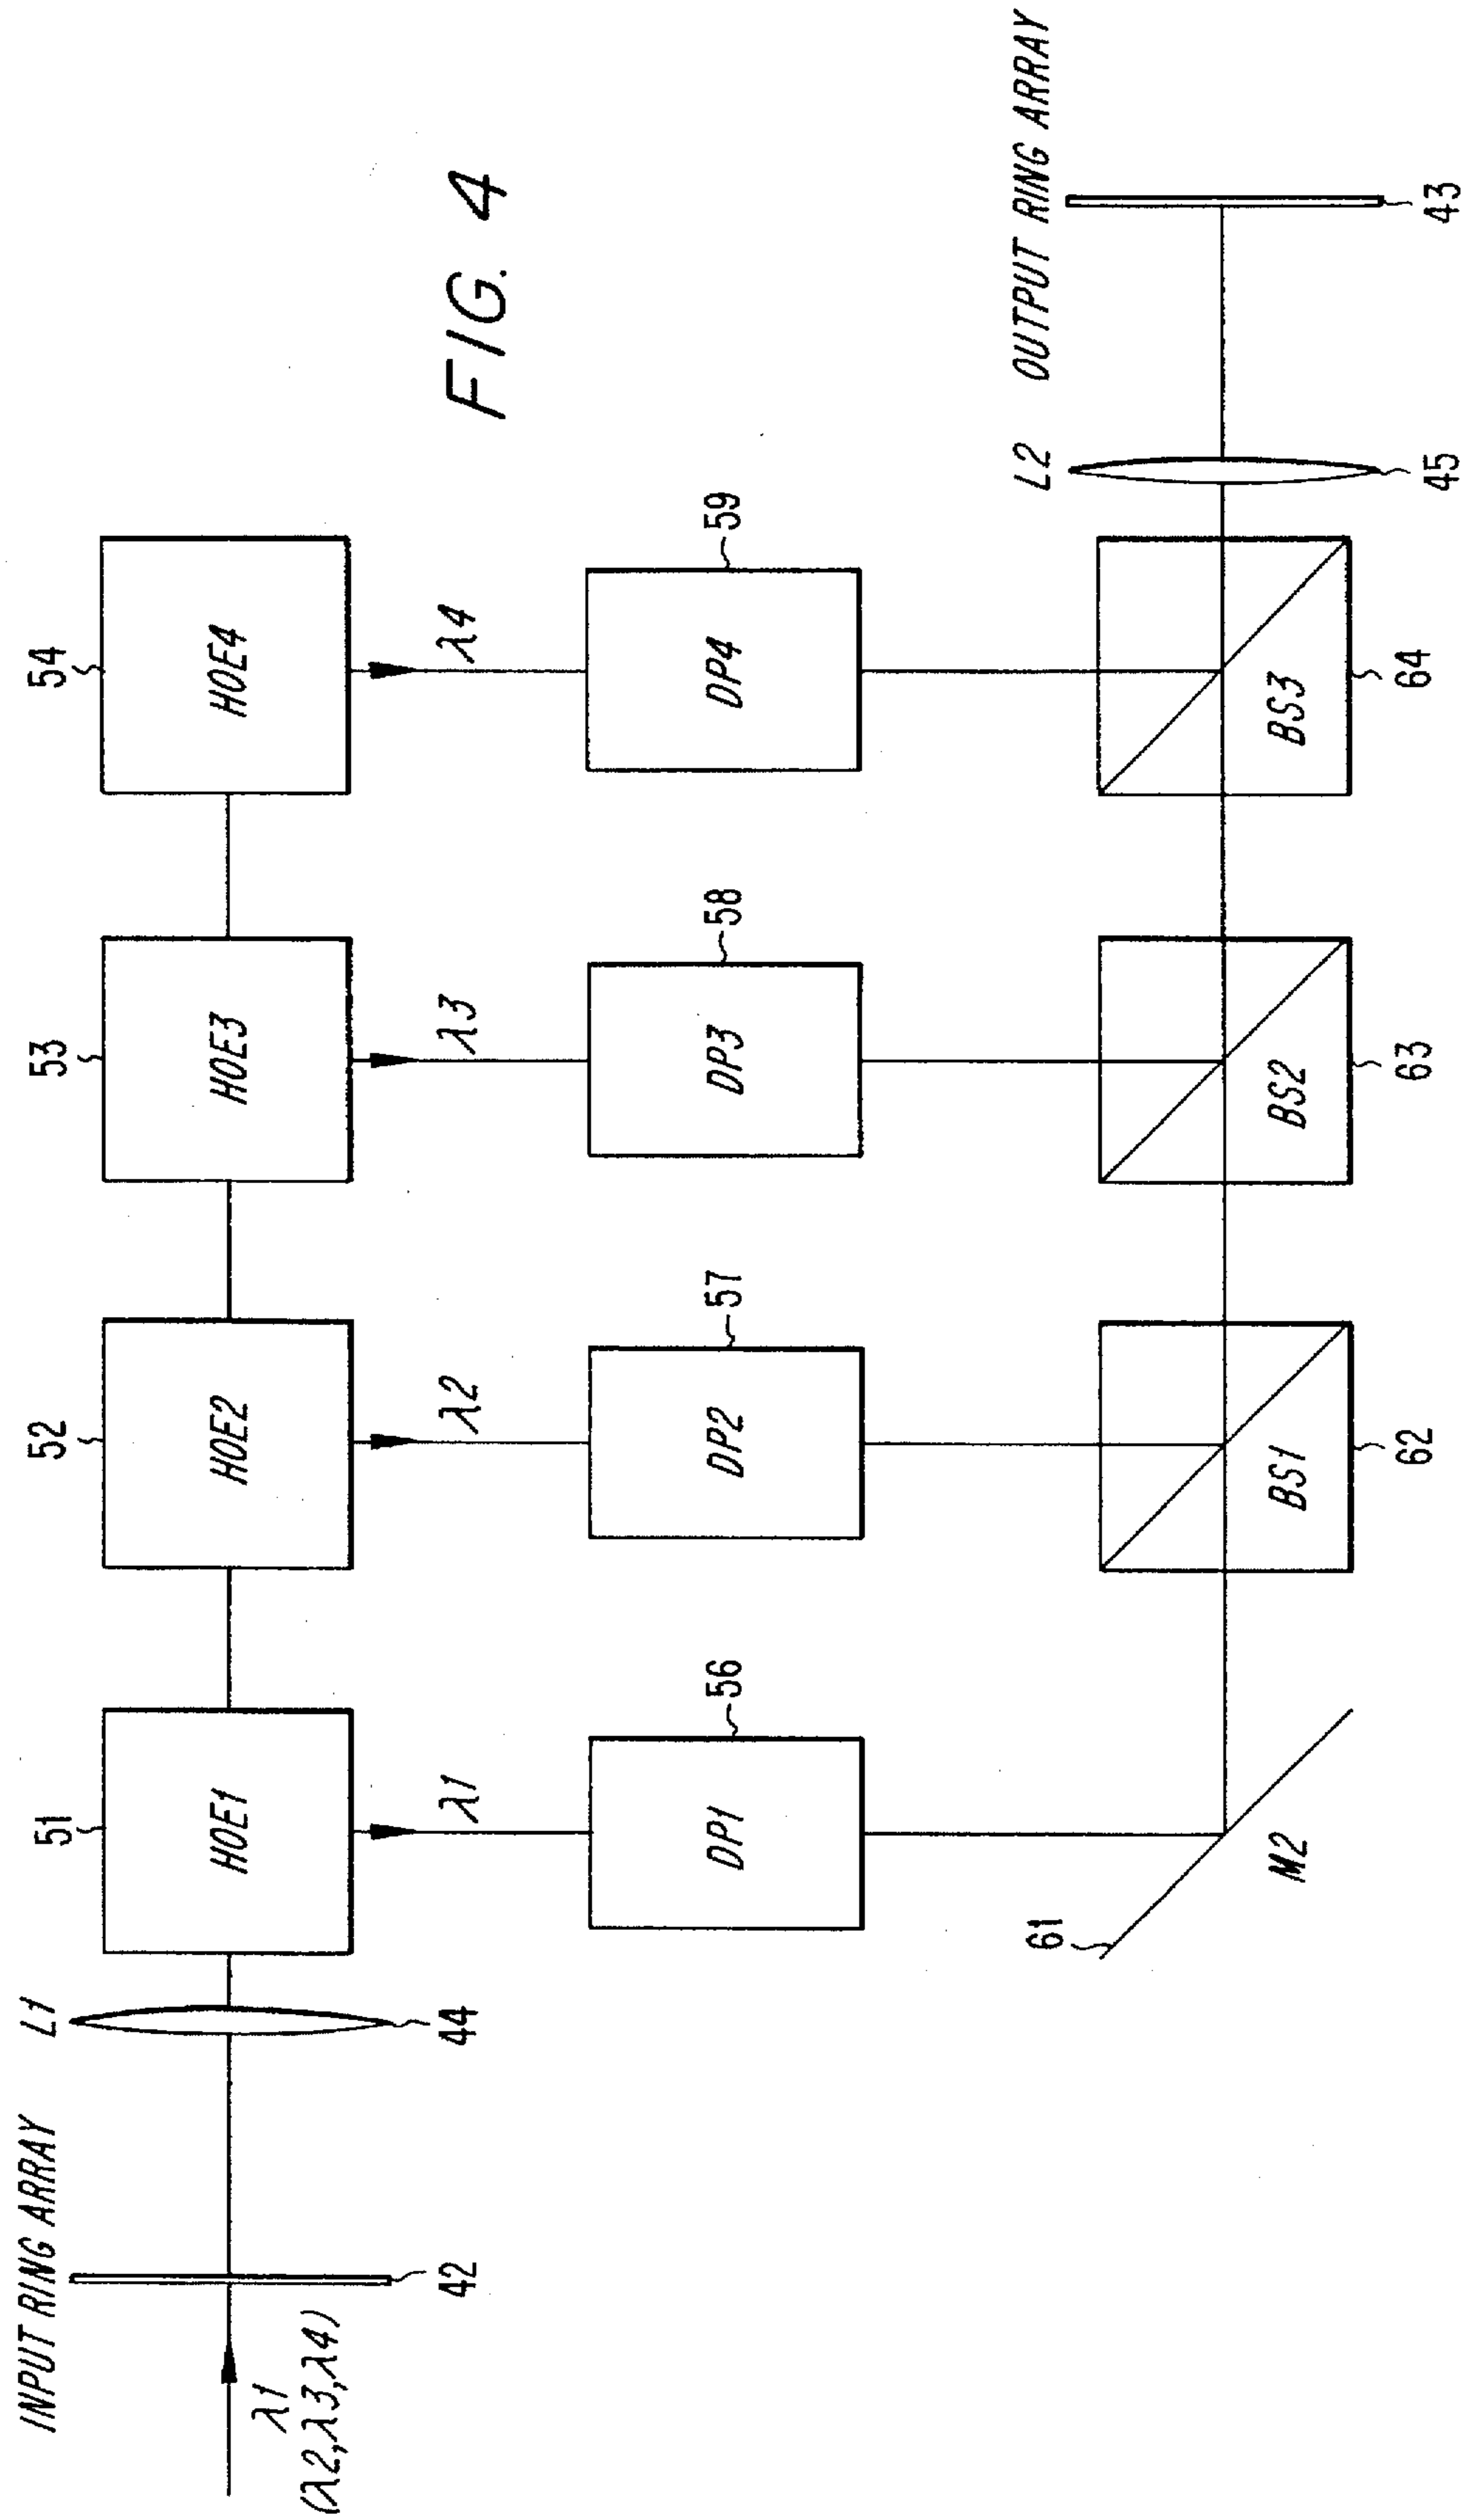 INPUT RING ARRAY
L1
51
52
53
54
HOE1
HOE2
HOE3
HOE4
λ1
(λ2,λ3,λ4)
42
44
λ1
λ2
λ3
λ4
FIG. 4
56
57
58
59
DP1
DP2
DP3
DP4
61
L2
OUTPUT RING ARRAY
M2
BS1
BS2
BS3
62
63
64
45
43